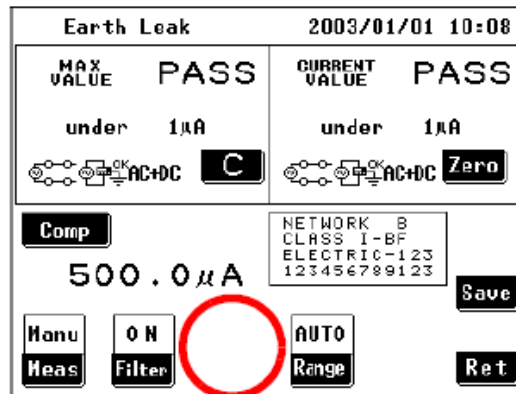 Earth Leak 2003/01/01 10:08
MAX VALUE PASS
under 1μA
OK AC+DC C
CURRENT VALUE PASS
under 1μA
OK AC+DC Zero
Comp
500.0μA
NETWORK B
CLASS I-BF
ELECTRIC-123
123456789123
Save
Manu
Meas
ON
Filter
AUTO
Range
Ret